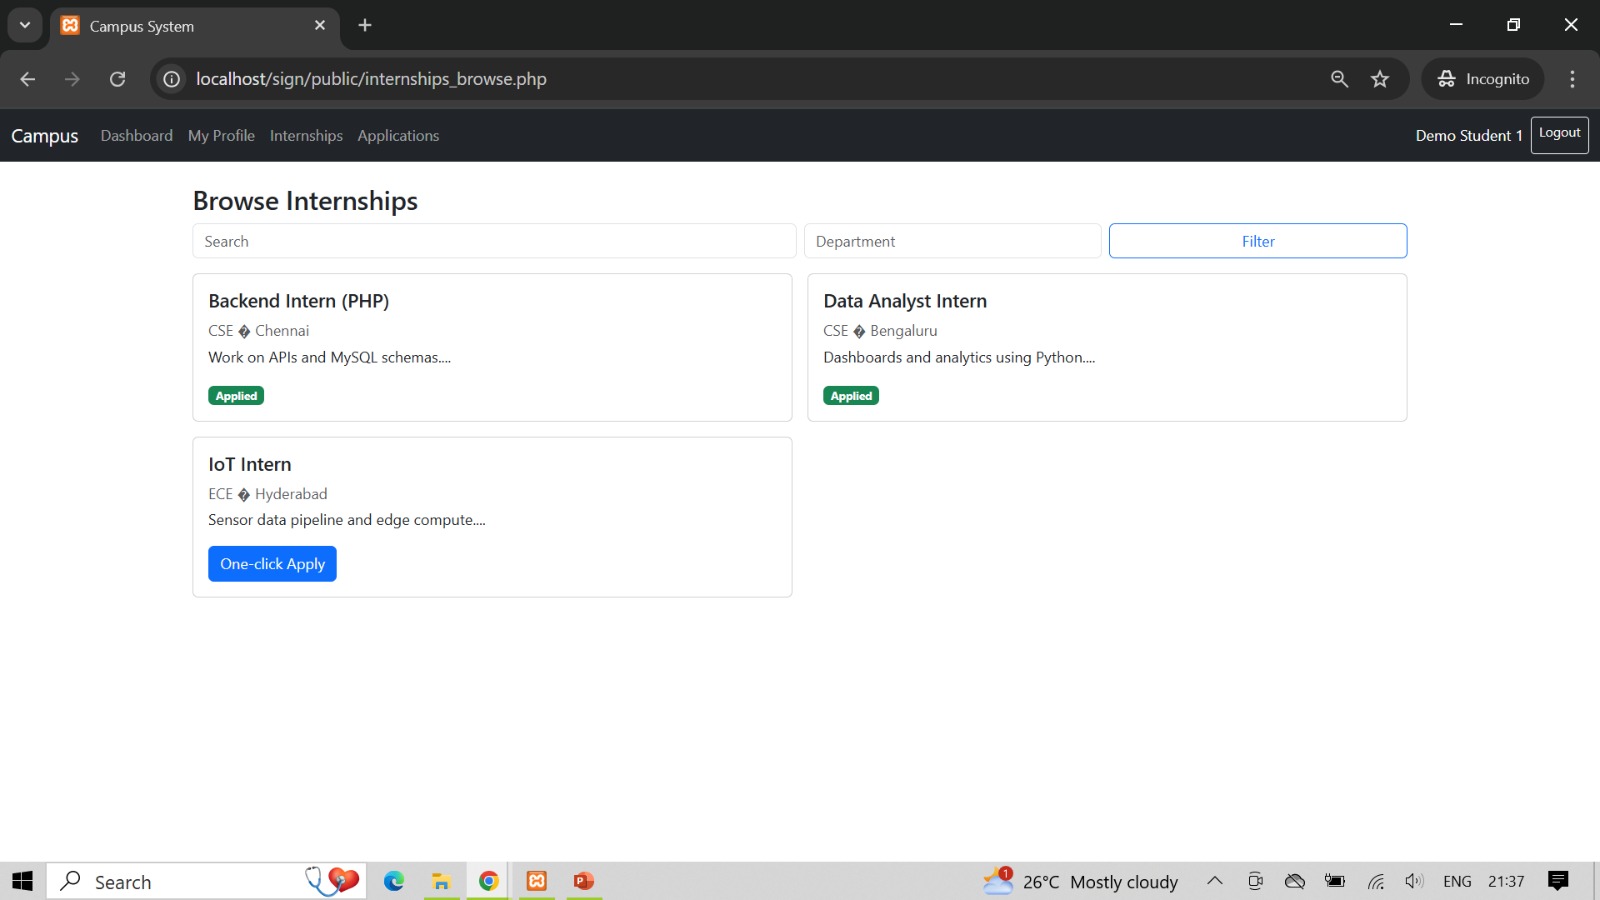 Campus System
localhost/sign/public/internships_browse.php
Incognito
Campus Dashboard My Profile Internships Applications Demo Student 1 Logout
Browse Internships
Search Department Filter
Backend Intern (PHP)
CSE � Chennai
Work on APIs and MySQL schemas....
Applied
Data Analyst Intern
CSE � Bengaluru
Dashboards and analytics using Python....
Applied
IoT Intern
ECE � Hyderabad
Sensor data pipeline and edge compute....
One-click Apply
Search 1 26°C Mostly cloudy ENG 21:37